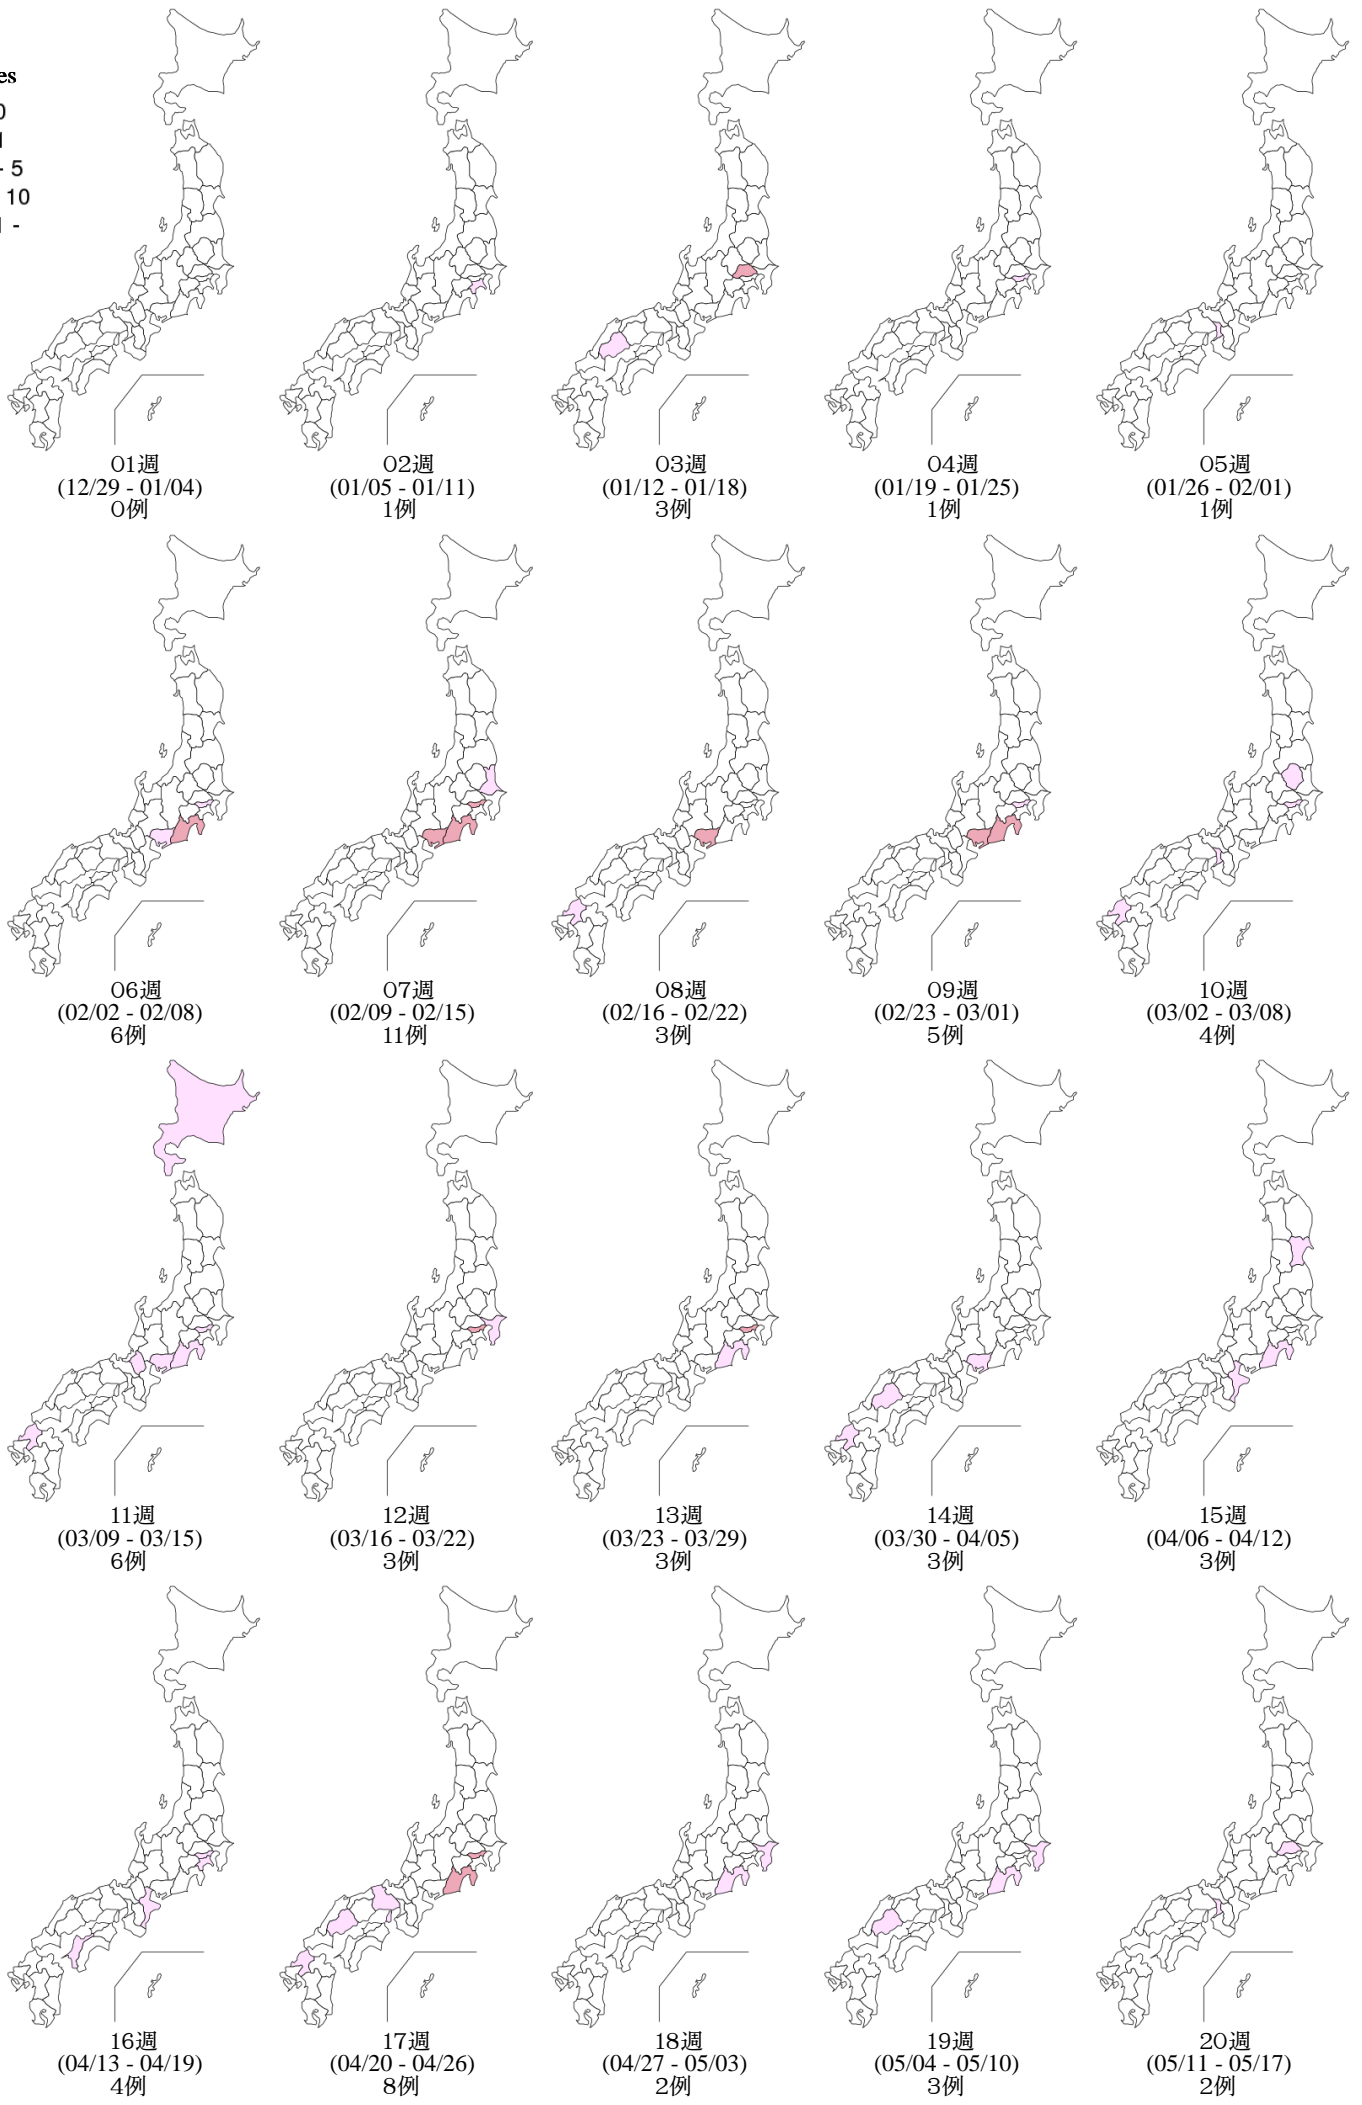 es
0
1
- 5
10
1 -
01週
(12/29 - 01/04)
0例
02週
(01/05 - 01/11)
1例
03週
(01/12 - 01/18)
3例
04週
(01/19 - 01/25)
1例
05週
(01/26 - 02/01)
1例
06週
(02/02 - 02/08)
6例
07週
(02/09 - 02/15)
11例
08週
(02/16 - 02/22)
3例
09週
(02/23 - 03/01)
5例
10週
(03/02 - 03/08)
4例
11週
(03/09 - 03/15)
6例
12週
(03/16 - 03/22)
3例
13週
(03/23 - 03/29)
3例
14週
(03/30 - 04/05)
3例
15週
(04/06 - 04/12)
3例
16週
(04/13 - 04/19)
4例
17週
(04/20 - 04/26)
8例
18週
(04/27 - 05/03)
2例
19週
(05/04 - 05/10)
3例
20週
(05/11 - 05/17)
2例